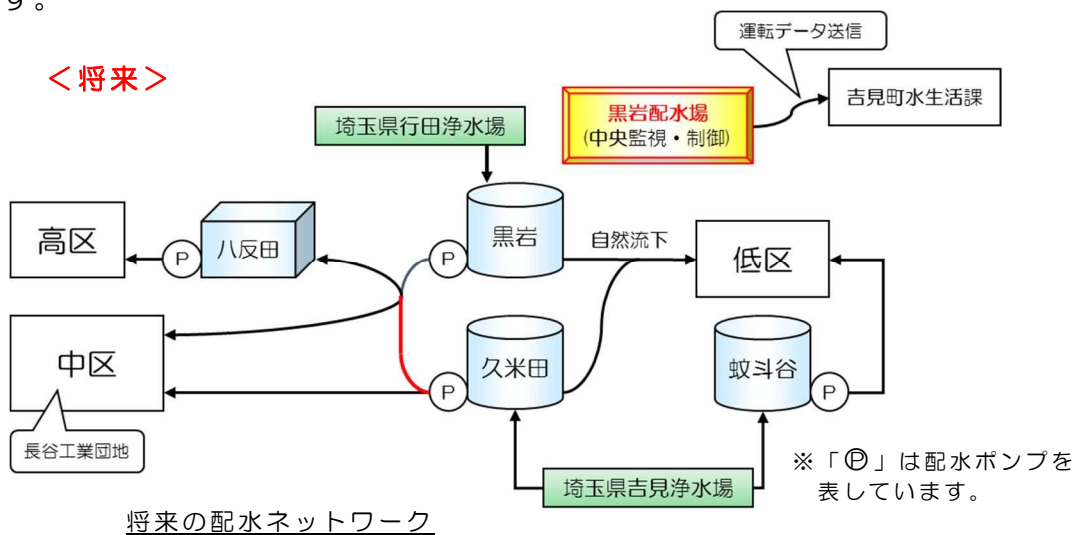 す。
運転データ送信
＜将来＞
黒岩配水場
(中央監視・制御)
吉見町水生活課
埼玉県行田浄水場
高区
P
八反田
P
黒岩
自然流下
低区
中区
P
久米田
蚊斗谷
P
長谷工業団地
埼玉県吉見浄水場
※「Ⓟ」は配水ポンプを
表しています。
将来の配水ネットワーク